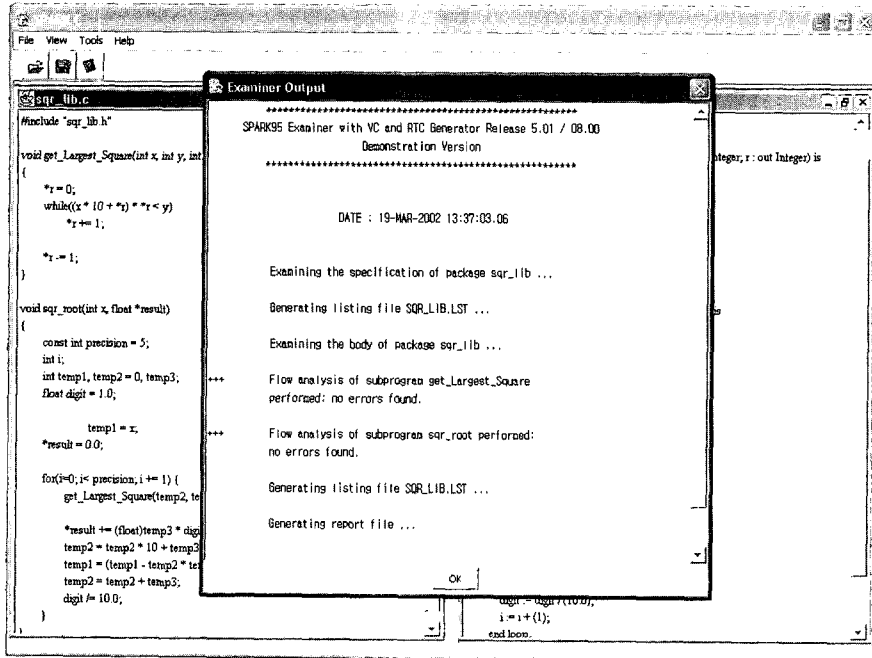 File View Tools Help
sqr_lib.c
#include "sqr_lib.h"
void get_Largest_Square(int x, int y, int
{
*r = 0;
while((x * 10 + *r) * *r < y)
*r += 1;
*r -= 1;
}
void sqr_root(int x, float *result)
{
const int precision = 5;
int i;
int temp1, temp2 = 0, temp3;
float digit = 1.0;
temp1 = x;
*result = 0.0;
for(i=0; i< precision; i += 1) {
get_Largest_Square(temp2, te
*result += (float)temp3 * digi
temp2 = temp2 * 10 + temp3
temp1 = (temp1 - temp2 * te
temp2 = temp2 + temp3;
digit /= 10.0;
}
}
Examiner Output
*******************************************************
SPARK95 Examiner with VC and RTC Generator Release 5.01 / 08.00
Demonstration Version
*******************************************************
DATE : 19-MAR-2002 13:37:03.06
Examining the specification of package sqr_lib ...
Generating listing file SQR_LIB.LST ...
Examining the body of package sqr_lib ...
+++ Flow analysis of subprogram get_Largest_Square
performed: no errors found.
+++ Flow analysis of subprogram sqr_root performed:
no errors found.
Generating listing file SQR_LIB.LST ...
Generating report file ...
OK
nteger; r : out Integer) is
digit := digit / (10.0);
i := i + (1);
end loop;